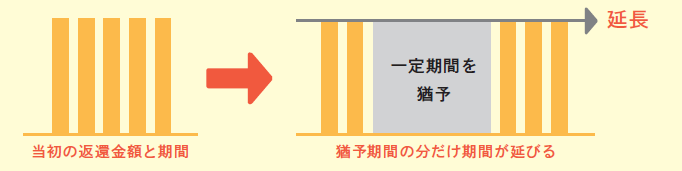 延長
一定期間を
猶予
当初の返還金額と期間
猶予期間の分だけ期間が延びる